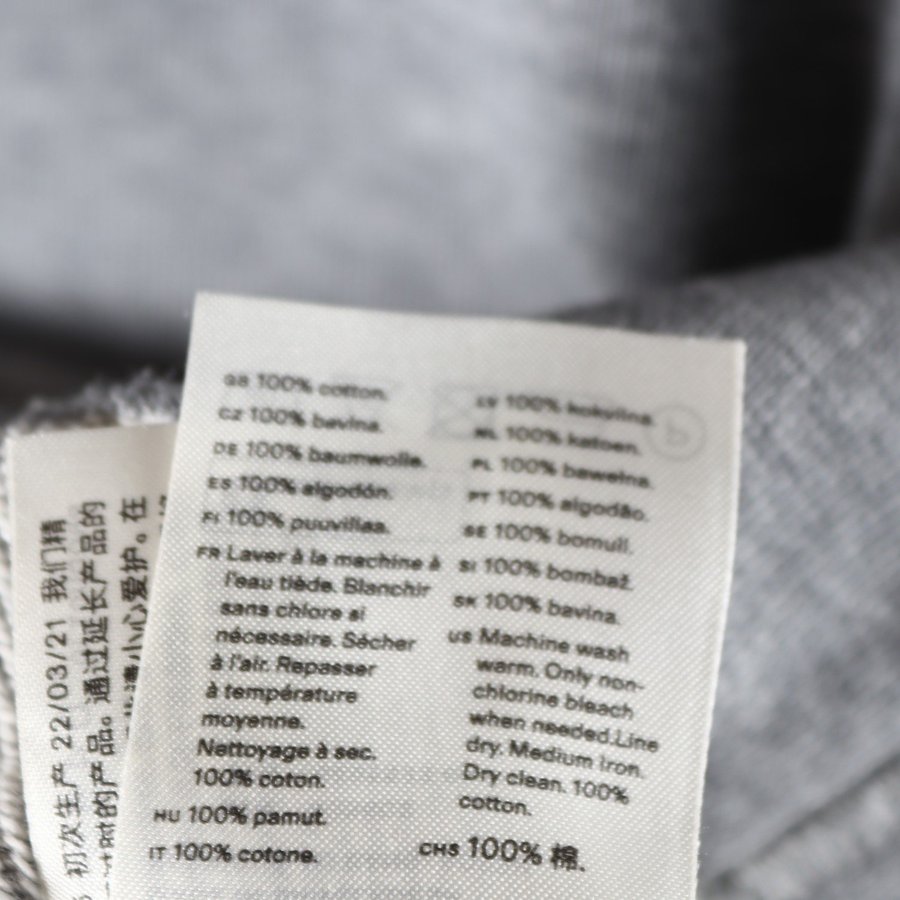 GB 100% cotton.
CZ 100% bavlna.
DE 100% baumwolle.
ES 100% algodón.
FI 100% puuvillaa.
FR Laver à la machine à
l'eau tiède. Blanchir
sans chlore si
nécessaire. Sécher
à l'air. Repasser
à température
moyenne.
Nettoyage à sec.
100% coton.
HU 100% pamut.
IT 100% cotone.
100% kokvilna.
NL 100% katoen.
PL 100% bawełna.
PT 100% algodão.
SE 100% bomull.
SI 100% bombaž.
SK 100% bavlna.
US Machine wash
warm. Only non-
chlorine bleach
when needed.Line
dry. Medium iron.
Dry clean. 100%
cotton.
CHS 100% 棉.
初次生产 22/03/21 我们精
时的产品。通过延长产品的
小心爱护。在